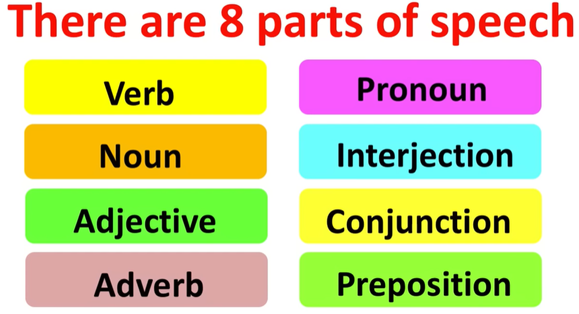 There are 8 parts of speech
Verb
Noun
Adjective
Adverb
Pronoun
Interjection
Conjunction
Preposition